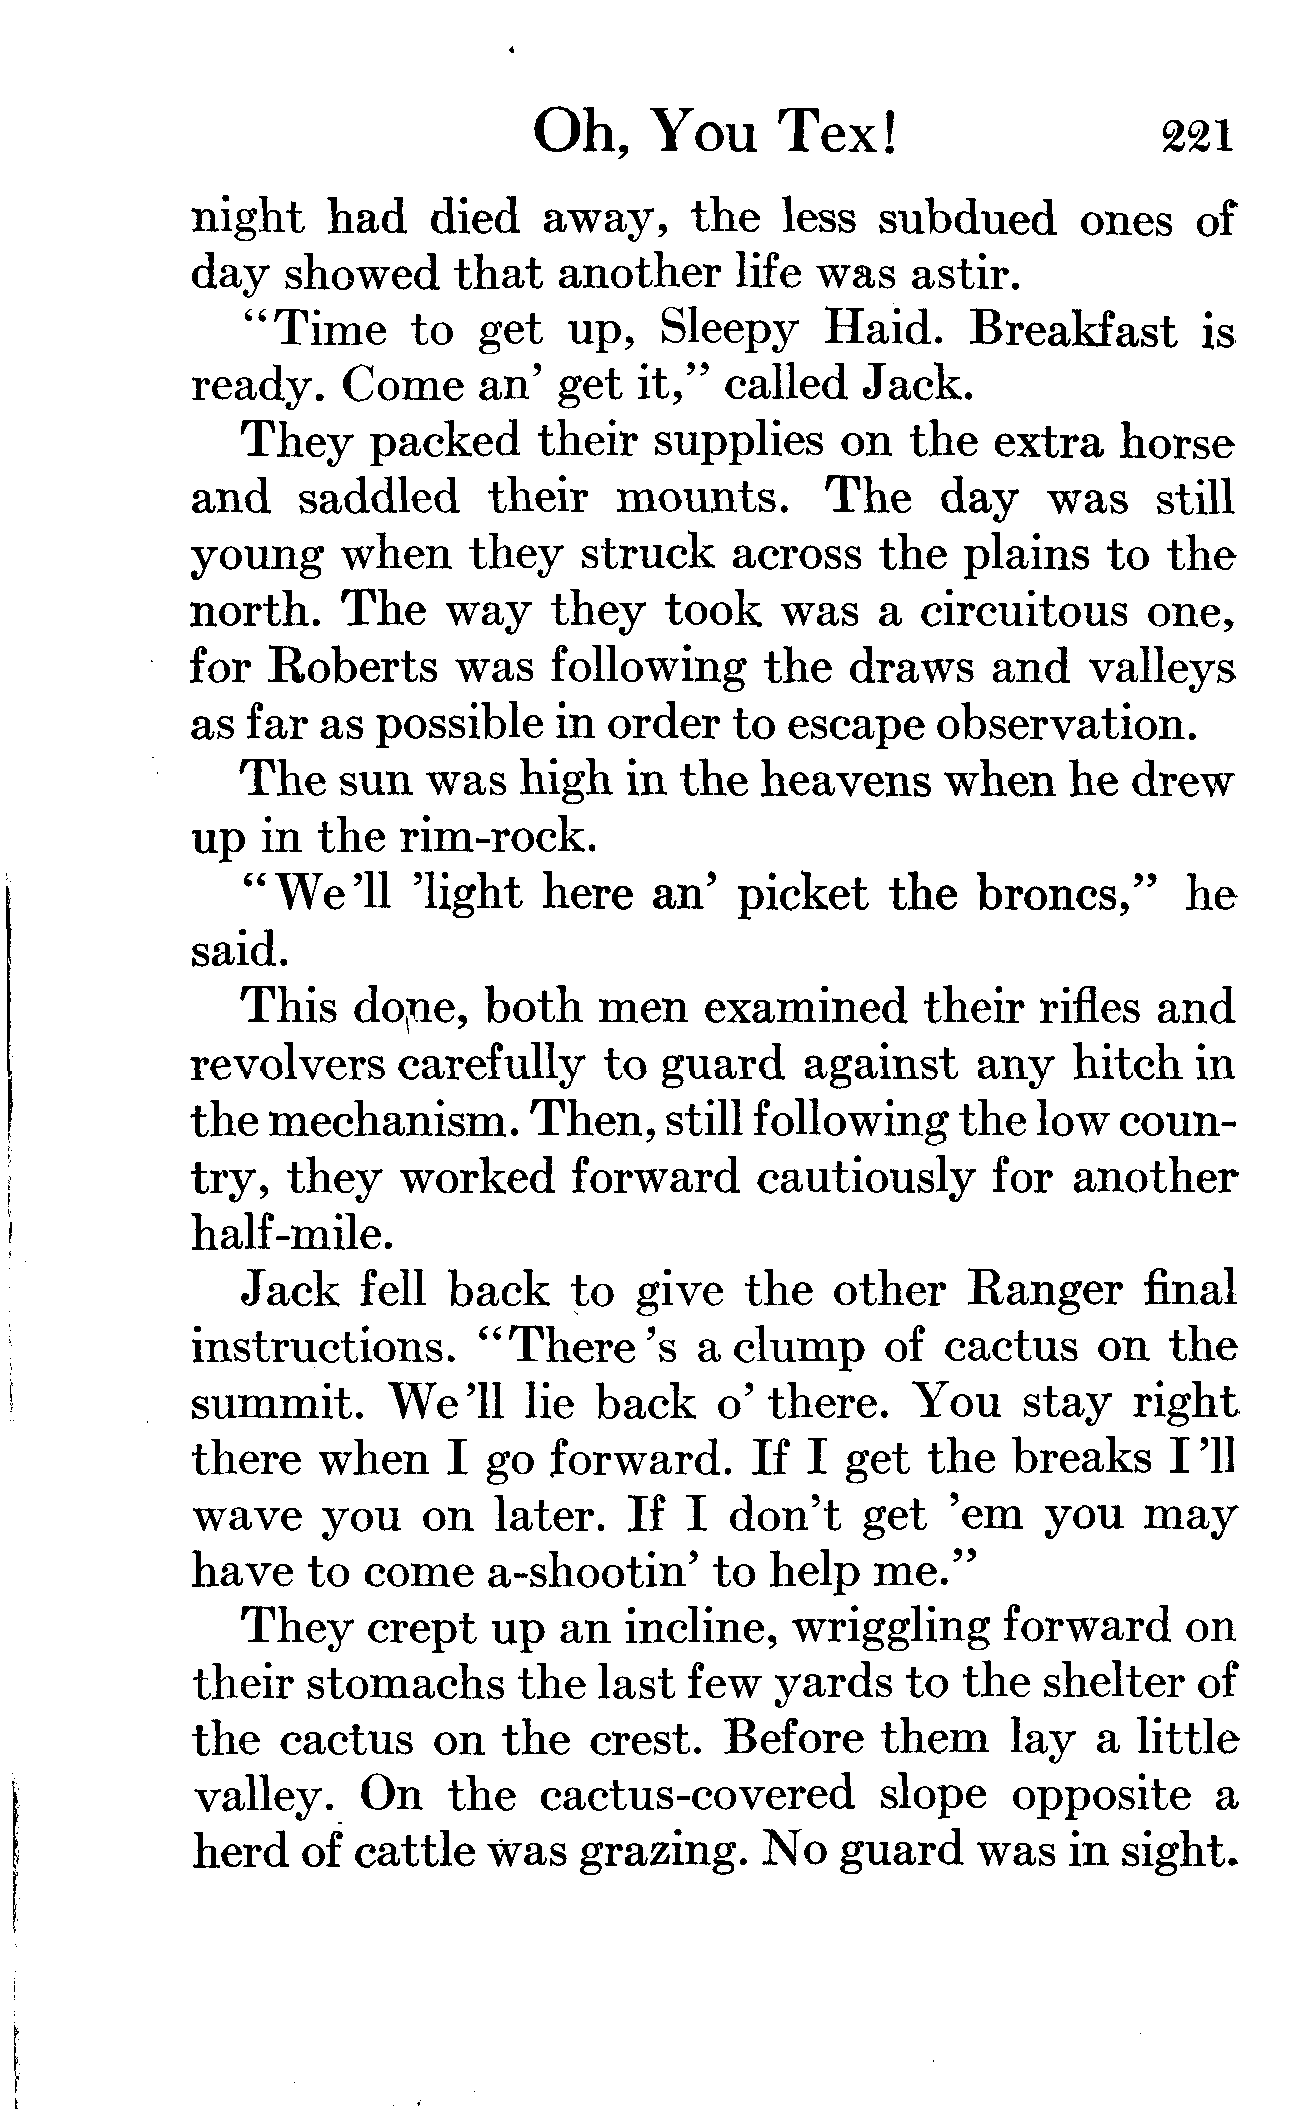 Oh, You Tex! 221
night had died away, the less subdued ones of
day showed that another life was astir.
“Time to get up, Sleepy Haid. Breakfast is
ready. Come an’ get it,” called Jack.
They packed their supplies on the extra horse
and saddled their mounts. The day was still
young when they struck across the plains to the
north. The way they took was a circuitous one,
for Roberts was following the draws and valleys
as far as possible in order to escape observation.
The sun was high in the heavens when he drew
up in the rim-rock.
“We ’ll ’light here an’ picket the broncs,” he
said.
This done, both men examined their rifles and
revolvers carefully to guard against any hitch in
the mechanism. Then, still following the low coun-
try, they worked forward cautiously for another
half-mile.
Jack fell back to give the other Ranger final
instructions. “There ’s a clump of cactus on the
summit. We ’ll lie back o’ there. You stay right
there when I go forward. If I get the breaks I ’ll
wave you on later. If I don’t get ’em you may
have to come a-shootin’ to help me.”
They crept up an incline, wriggling forward on
their stomachs the last few yards to the shelter of
the cactus on the crest. Before them lay a little
valley. On the cactus-covered slope opposite a
herd of cattle was grazing. No guard was in sight.